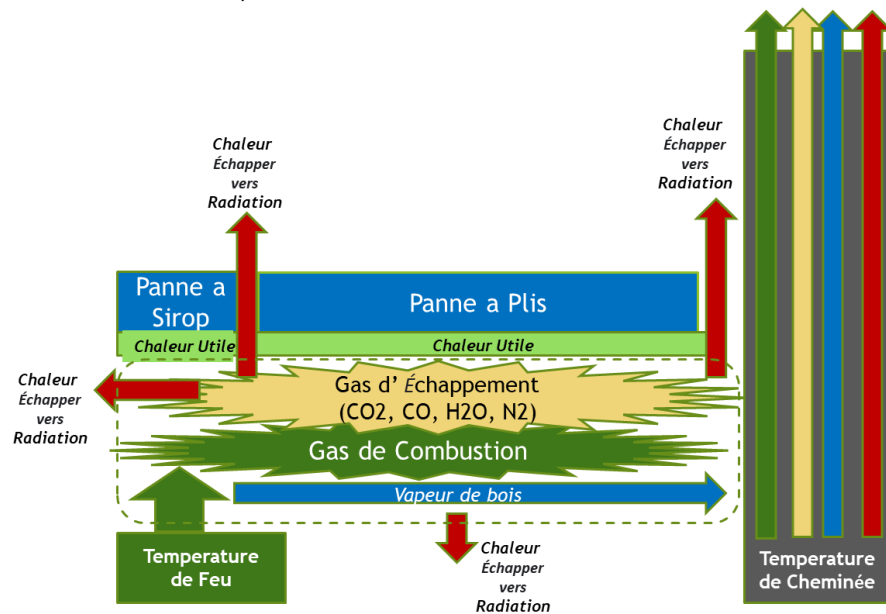 Chaleur
Échapper
vers
Radiation
Chaleur
Échapper
vers
Radiation
Panne a
Sirop
Panne a Plis
Chaleur Utile
Chaleur Utile
Chaleur
Échapper
vers
Radiation
Gas d' Échappement
(CO2, CO, H2O, N2)
Gas de Combustion
Vapeur de bois
Temperature
de Feu
Chaleur
Échapper
vers
Radiation
Temperature
de Cheminée